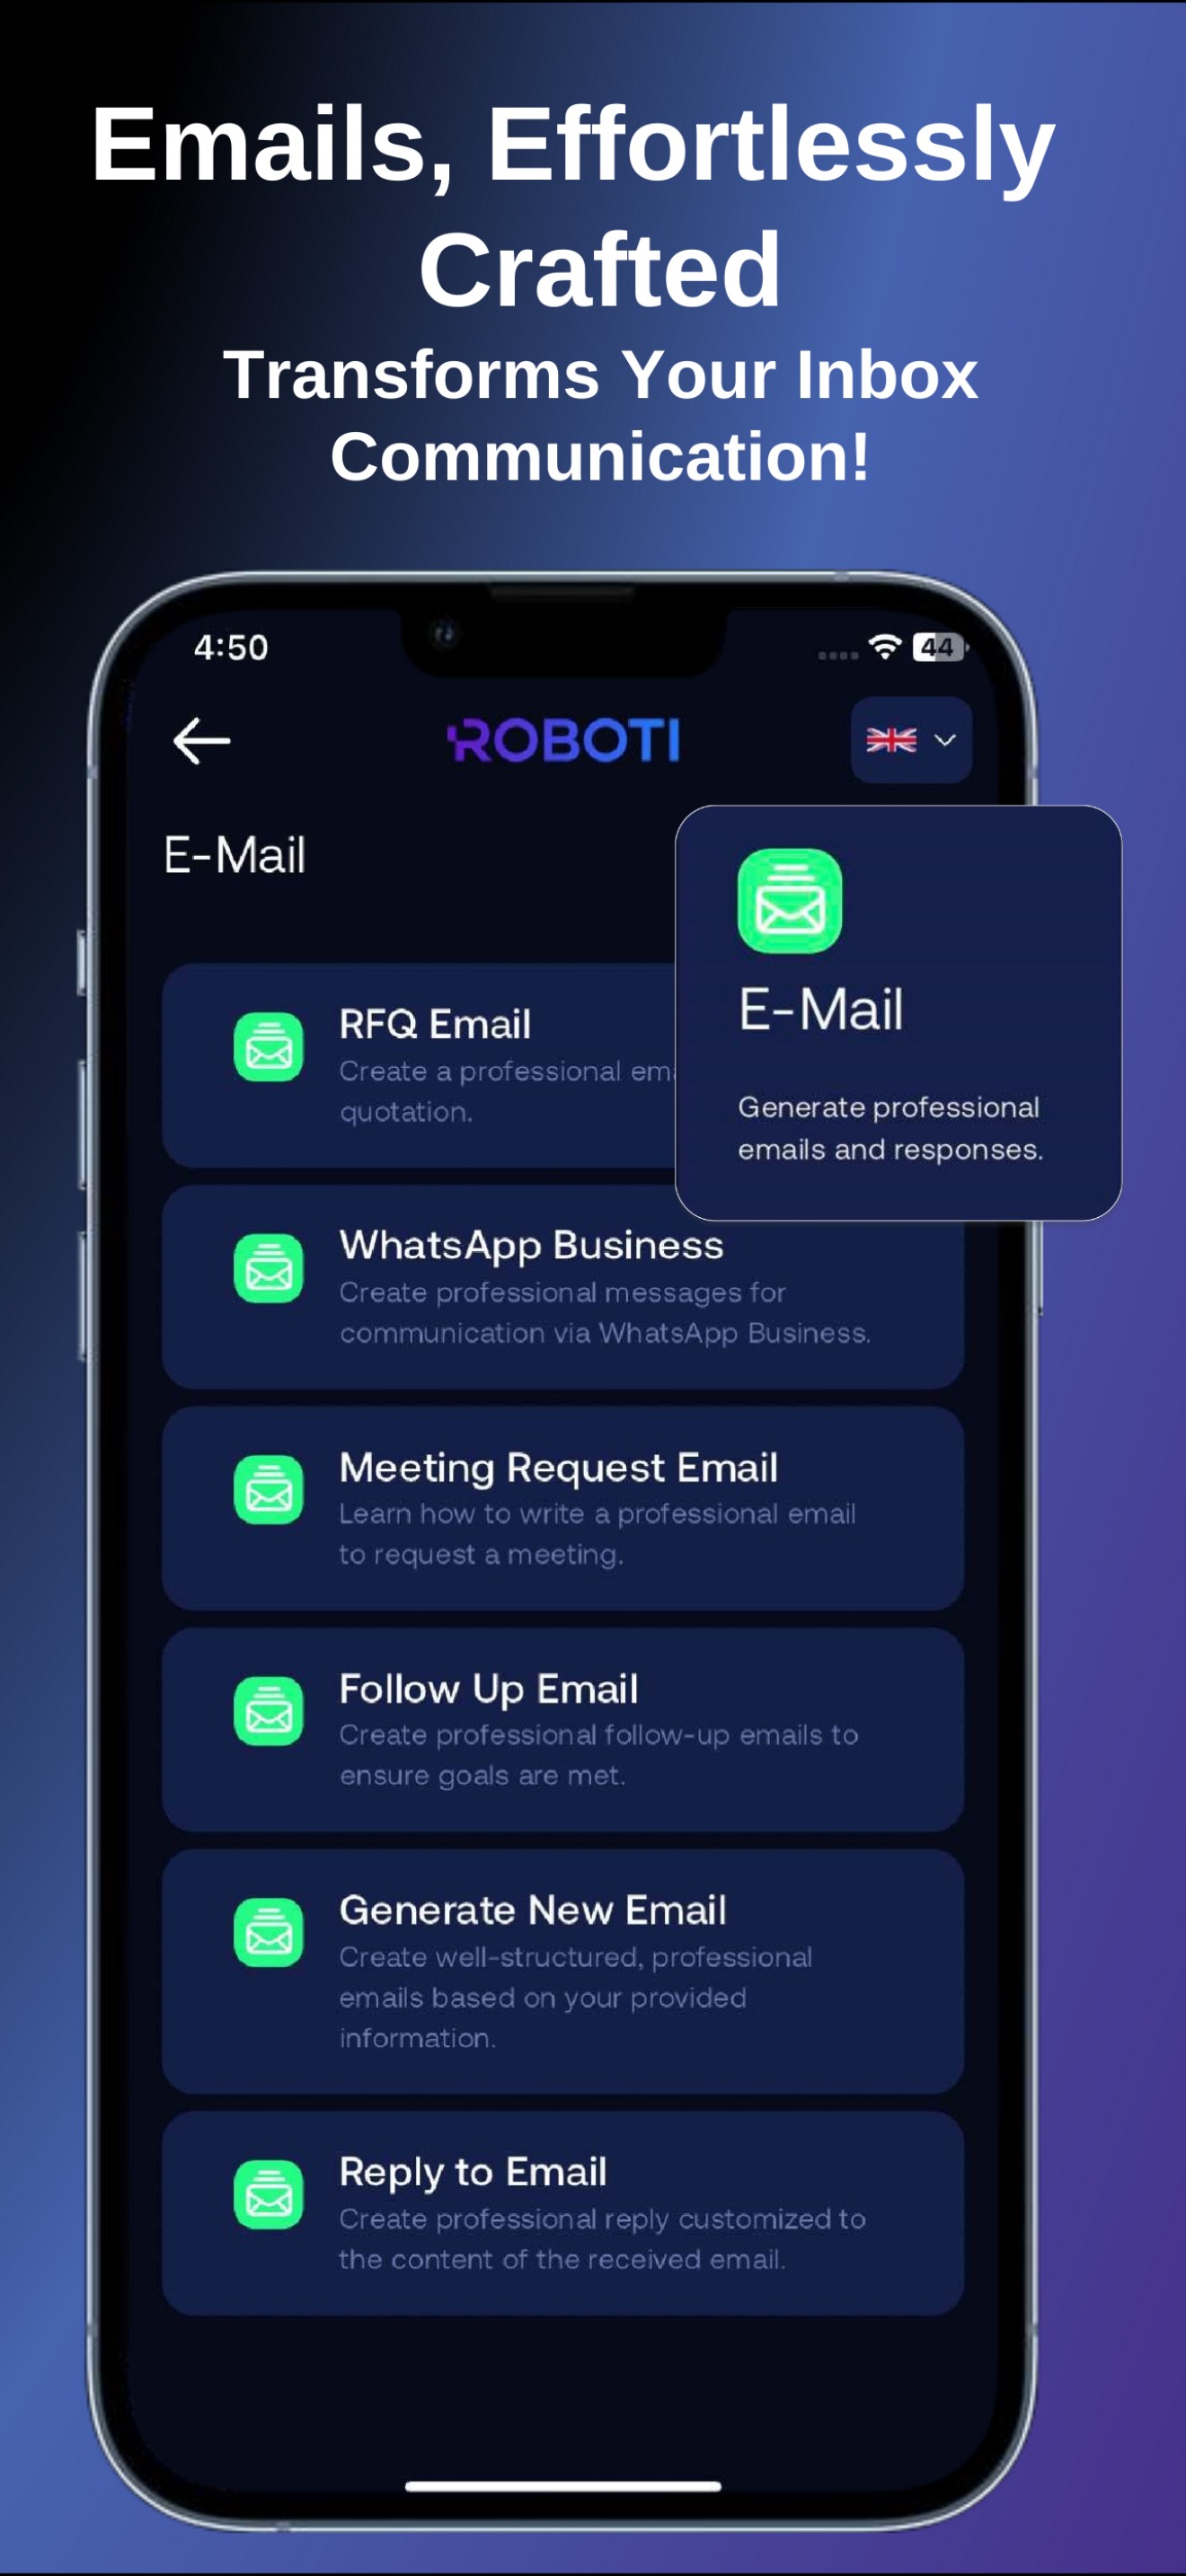 Emails, Effortlessly
Crafted
Transforms Your Inbox
Communication!
4:50
44
ROBOTI
E-Mail
E-Mail
Generate professional
emails and responses.
RFQ Email
Create a professional
quotation.
WhatsApp Business
Create professional messages for
communication via WhatsApp Business.
Meeting Request Email
Learn how to write a professional email
to request a meeting.
Follow Up Email
Create professional follow-up emails to
ensure goals are met.
Generate New Email
Create well-structured, professional
emails based on your provided
information.
Reply to Email
Create professional reply customized to
the content of the received email.